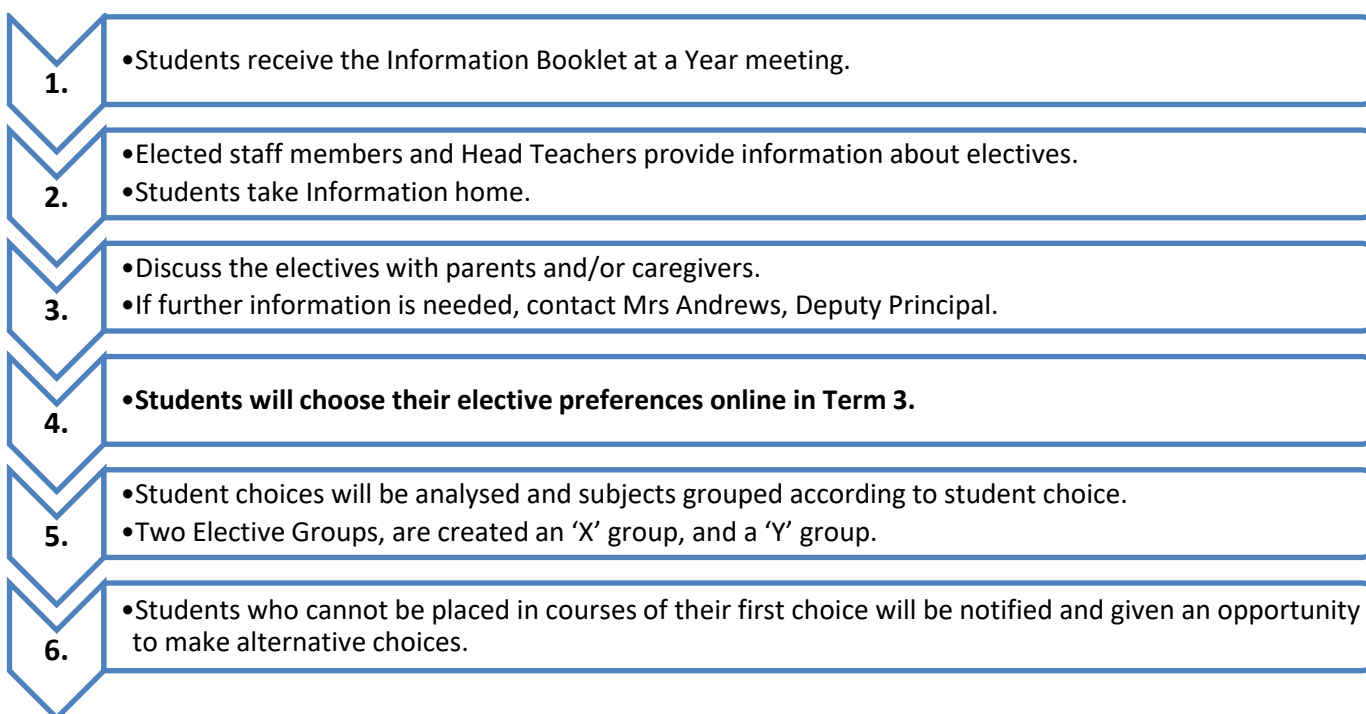 1.
•Students receive the Information Booklet at a Year meeting.
2.
•Elected staff members and Head Teachers provide information about electives.
•Students take Information home.
3.
•Discuss the electives with parents and/or caregivers.
•If further information is needed, contact Mrs Andrews, Deputy Principal.
4.
•Students will choose their elective preferences online in Term 3.
5.
•Student choices will be analysed and subjects grouped according to student choice.
•Two Elective Groups, are created an ‘X’ group, and a ‘Y’ group.
6.
•Students who cannot be placed in courses of their first choice will be notified and given an opportunity
to make alternative choices.